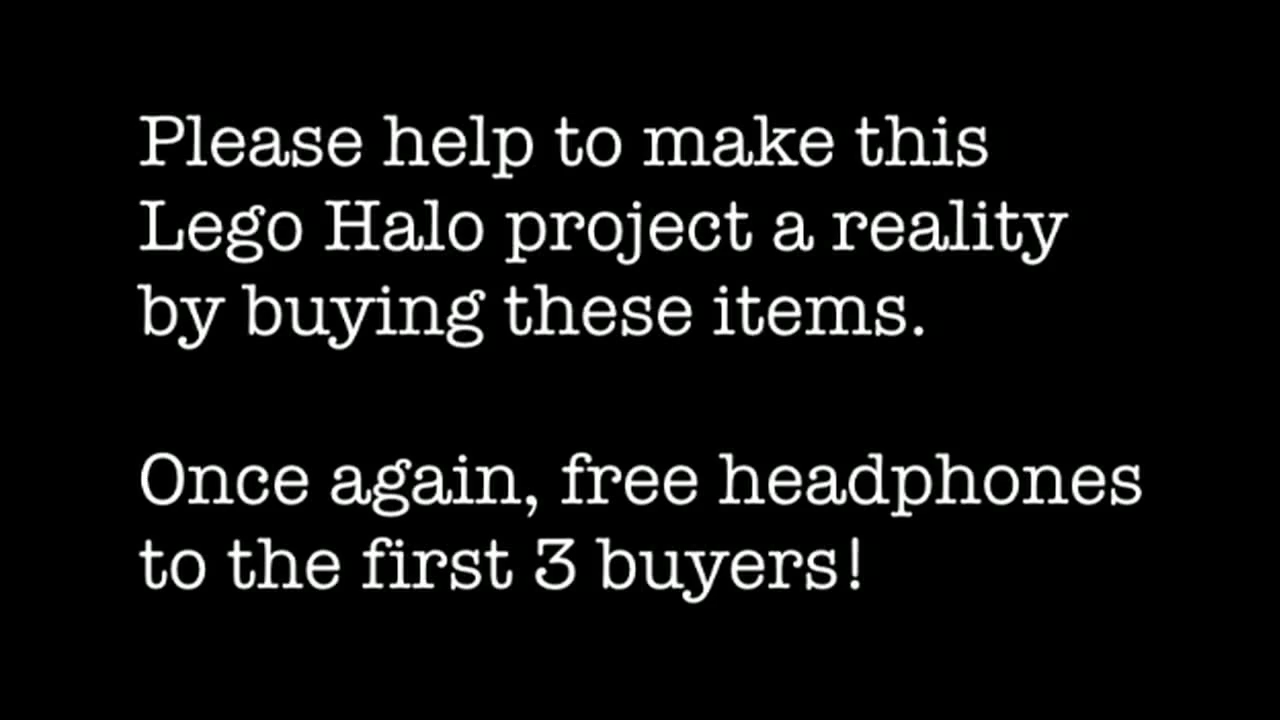 Please help to make this
Lego Halo project a reality
by buying these items.
Once again, free headphones
to the first 3 buyers!